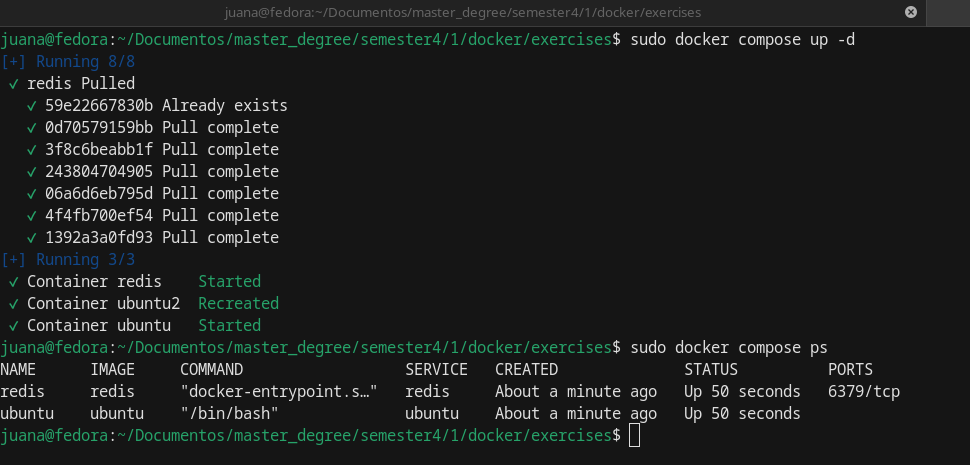 juana@fedora:~/Documentos/master_degree/semester4/1/docker/exercises
juana@fedora:~/Documentos/master_degree/semester4/1/docker/exercises$ sudo docker compose up -d
[+] Running 8/8
✓ redis Pulled
✓ 59e22667830b Already exists
✓ 0d70579159bb Pull complete
✓ 3f8c6beabb1f Pull complete
✓ 243804704905 Pull complete
✓ 06a6d6eb795d Pull complete
✓ 4f4fb700ef54 Pull complete
✓ 1392a3a0fd93 Pull complete
[+] Running 3/3
✓ Container redis Started
✓ Container ubuntu2 Recreated
✓ Container ubuntu Started
juana@fedora:~/Documentos/master_degree/semester4/1/docker/exercises$ sudo docker compose ps
NAME IMAGE COMMAND SERVICE CREATED STATUS PORTS
redis redis "docker-entrypoint.s…" redis About a minute ago Up 50 seconds 6379/tcp
ubuntu ubuntu "/bin/bash" ubuntu About a minute ago Up 50 seconds
juana@fedora:~/Documentos/master_degree/semester4/1/docker/exercises$